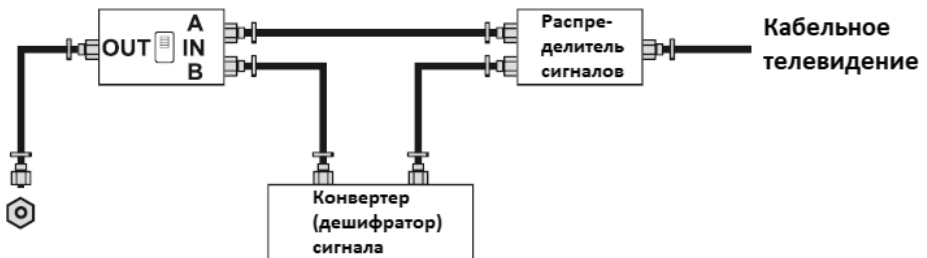 A
OUT IN
B
Распре-
делитель
сигналов
Кабельное
телевидение
Конвертер
(дешифратор)
сигнала